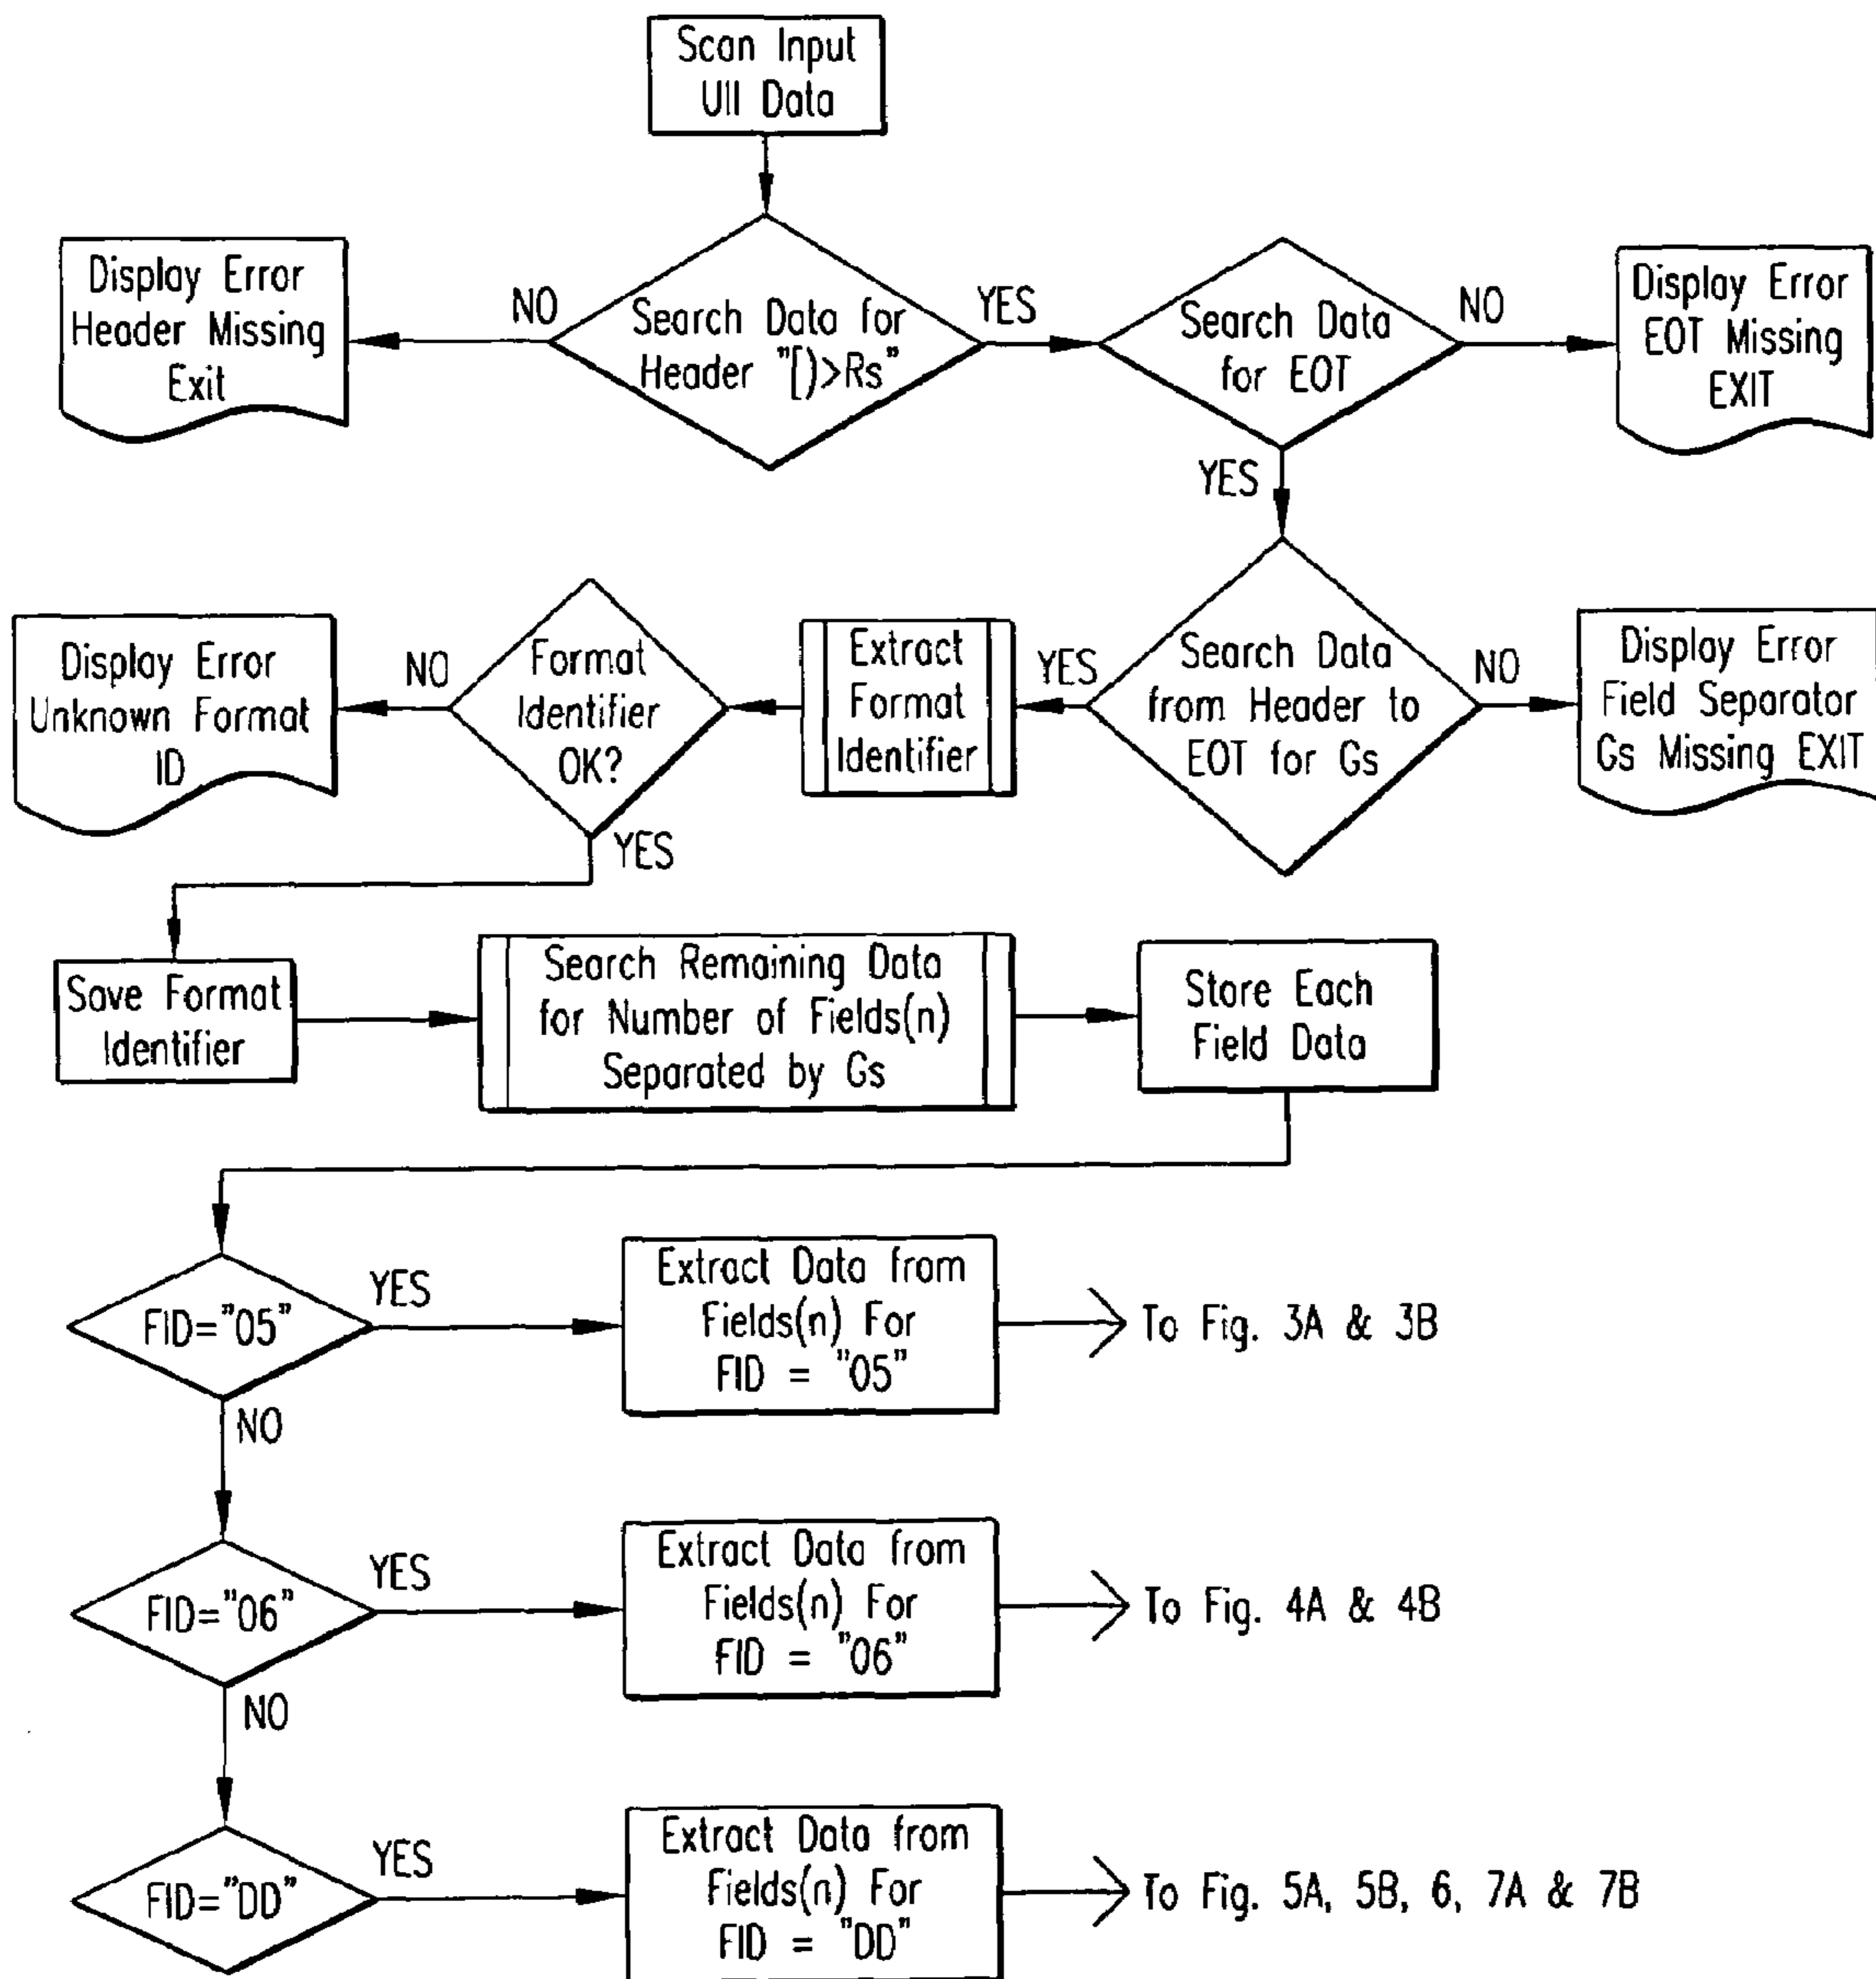 Scan Input
UII Data
Display Error
Header Missing
Exit
NO
Search Data for
Header "[)>Rs"
YES
Search Data
for EOT
NO
Display Error
EOT Missing
EXIT
YES
Display Error
Unknown Format
ID
NO
Format
Identifier
OK?
Extract
Format
Identifier
YES
Search Data
from Header to
EOT for Gs
NO
Display Error
Field Separator
Gs Missing EXIT
YES
Save Format
Identifier
Search Remaining Data
for Number of Fields(n)
Separated by Gs
Store Each
Field Data
FID="05"
YES
Extract Data from
Fields(n) For
FID = "05"
To Fig. 3A & 3B
NO
FID="06"
YES
Extract Data from
Fields(n) For
FID = "06"
To Fig. 4A & 4B
NO
FID="DD"
YES
Extract Data from
Fields(n) For
FID = "DD"
To Fig. 5A, 5B, 6, 7A & 7B